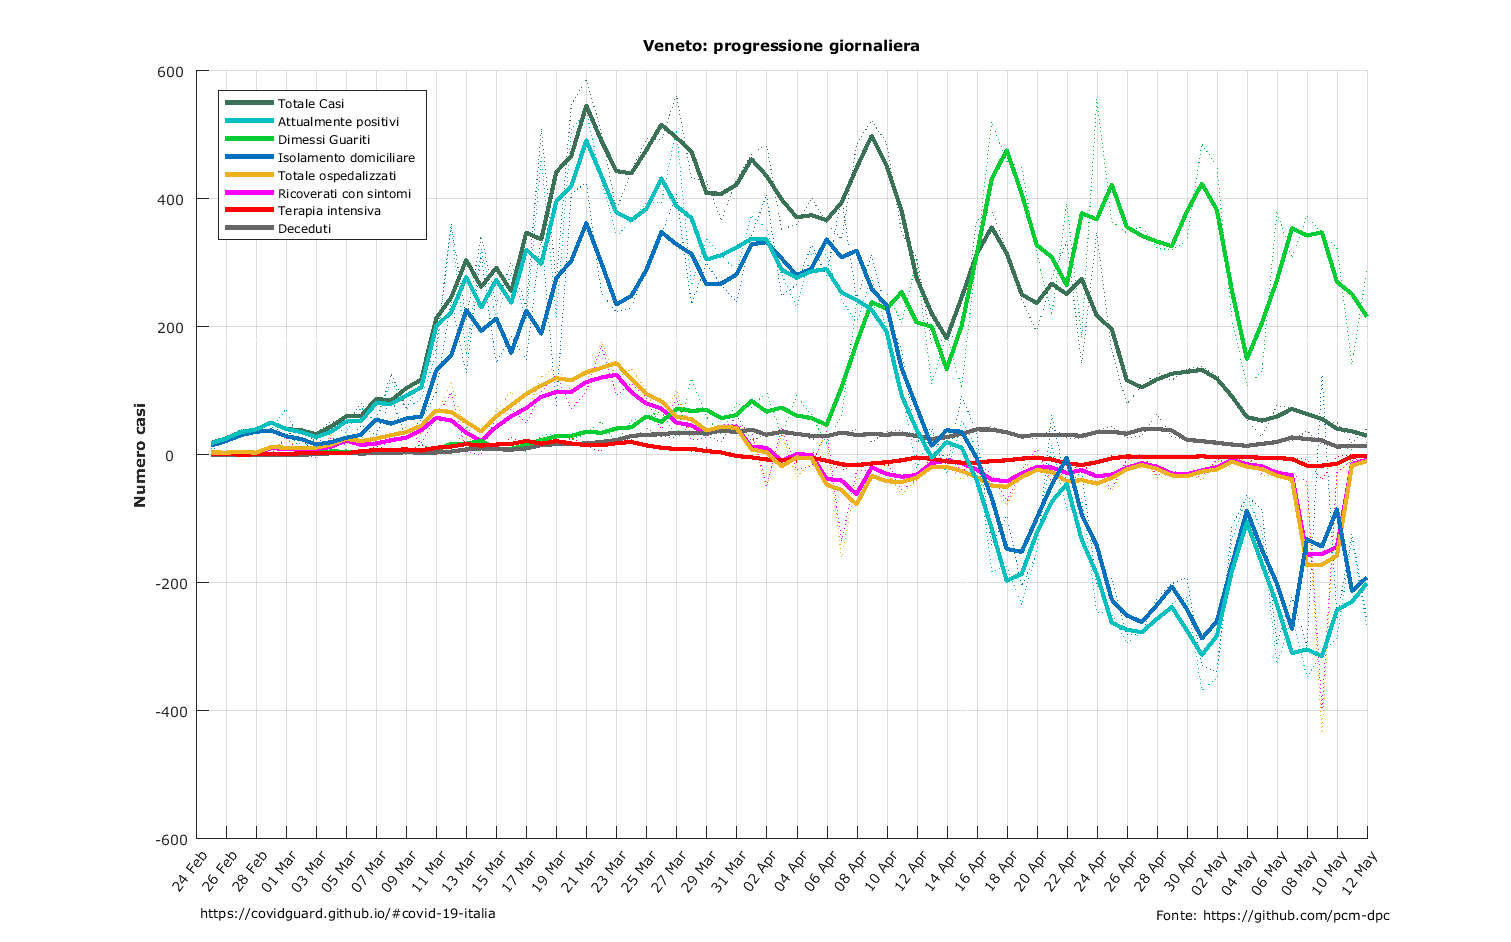 Veneto: progressione giornaliera
600
400
200
0
-200
-400
-600
Numero casi
Totale Casi
Attualmente positivi
Dimessi Guariti
Isolamento domiciliare
Totale ospedalizzati
Ricoverati con sintomi
Terapia intensiva
Deceduti
24 Feb
26 Feb
28 Feb
01 Mar
03 Mar
05 Mar
07 Mar
09 Mar
11 Mar
13 Mar
15 Mar
17 Mar
19 Mar
21 Mar
23 Mar
25 Mar
27 Mar
29 Mar
31 Mar
02 Apr
04 Apr
06 Apr
08 Apr
10 Apr
12 Apr
14 Apr
16 Apr
18 Apr
20 Apr
22 Apr
24 Apr
26 Apr
28 Apr
30 Apr
02 May
04 May
06 May
08 May
10 May
12 May
https://covidguard.github.io/#covid-19-italia
Fonte: https://github.com/pcm-dpc